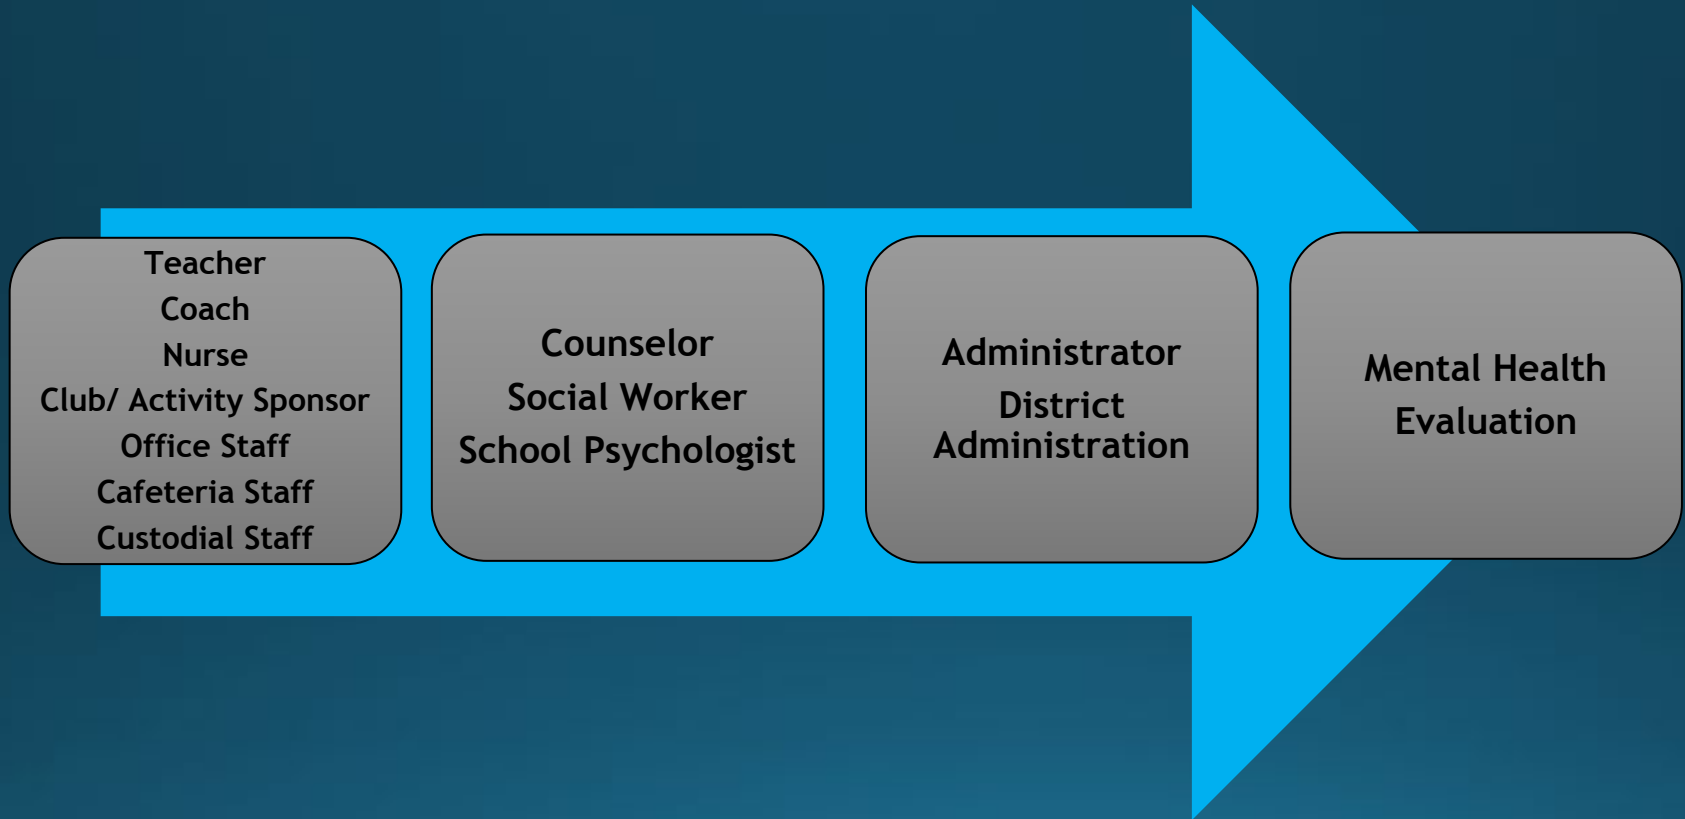 Teacher
Coach
Nurse
Club/ Activity Sponsor
Office Staff
Cafeteria Staff
Custodial Staff
Counselor
Social Worker
School Psychologist
Administrator
District
Administration
Mental Health
Evaluation